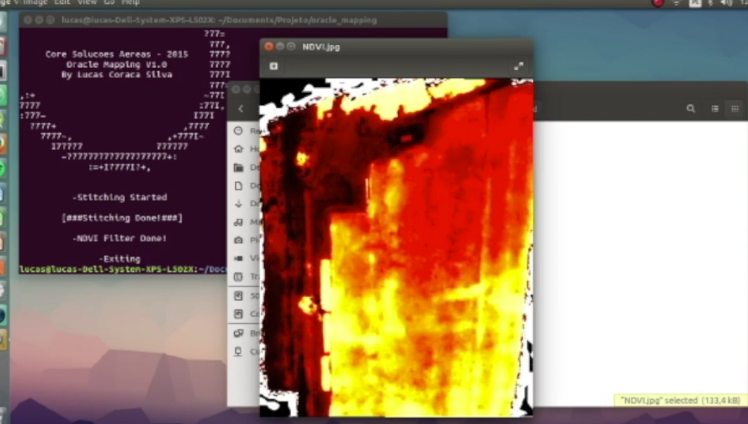 Image Edit View Go Help
lucas@lucas-Dell-System-XPS-L502X: ~/Documents/Projeto/oracle_mapping
Core Solucoes Aereas - 2015
Oracle Mapping V1.0
By Lucas Coraca Silva
-Stitching Started
[###Stitching Done!###]
-NDVI Filter Done!
-Exiting
lucas@lucas-Dell-System-XPS-L502X:~/Doc
NDVI.jpg
"NDVI.jpg" selected (133,4 kB)